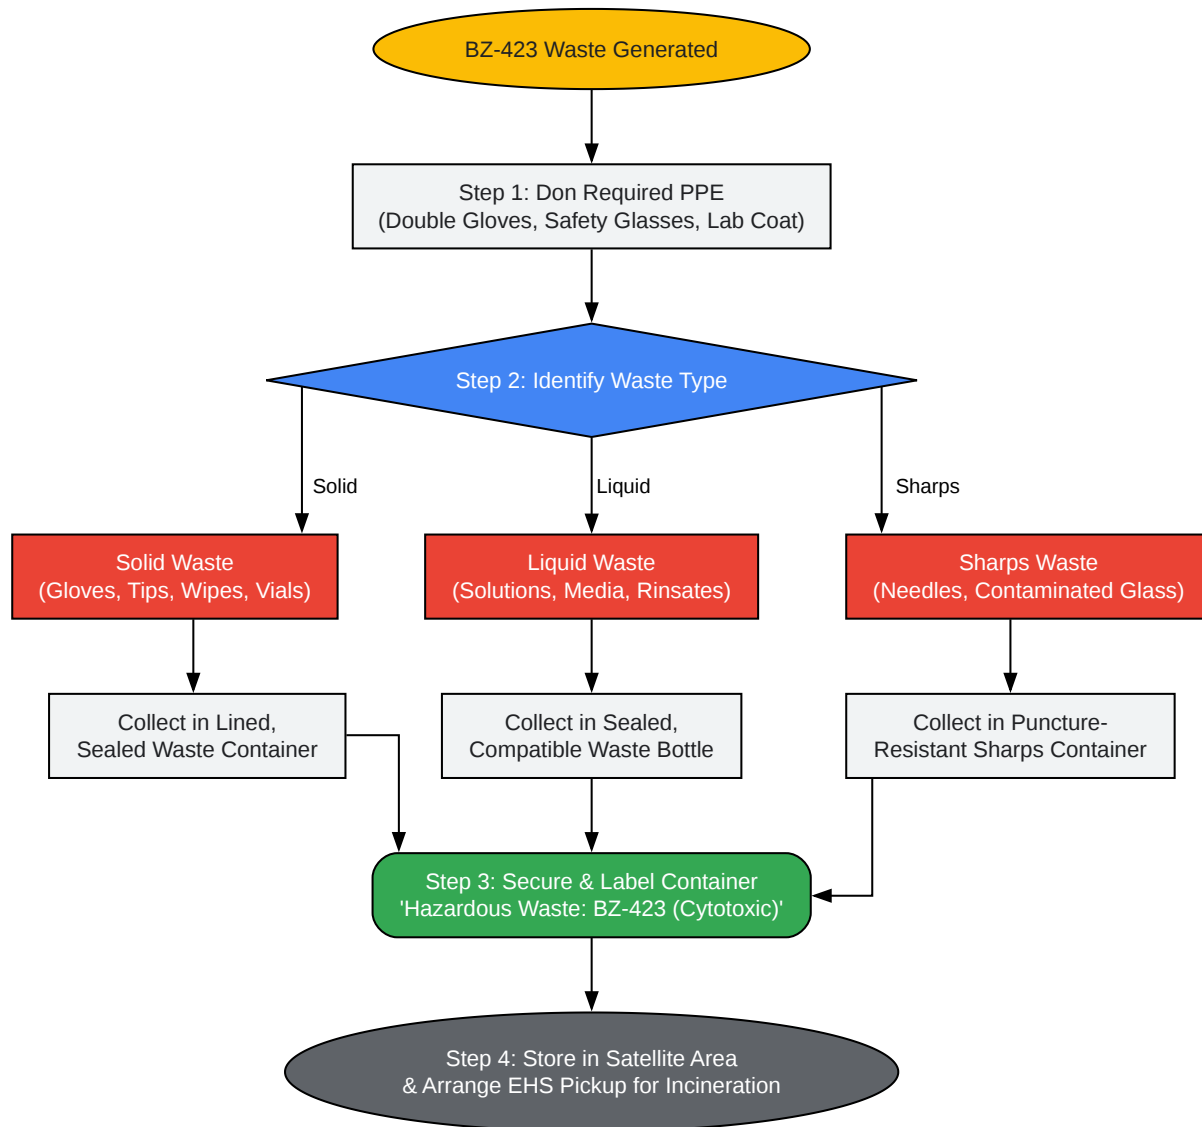 BZ-423 Waste Generated
Step 1: Don Required PPE
(Double Gloves, Safety Glasses, Lab Coat)
Step 2: Identify Waste Type
Solid
Liquid
Sharps
Solid Waste
(Gloves, Tips, Wipes, Vials)
Liquid Waste
(Solutions, Media, Rinsates)
Sharps Waste
(Needles, Contaminated Glass)
Collect in Lined,
Sealed Waste Container
Collect in Sealed,
Compatible Waste Bottle
Collect in Puncture-
Resistant Sharps Container
Step 3: Secure & Label Container
'Hazardous Waste: BZ-423 (Cytotoxic)'
Step 4: Store in Satellite Area
& Arrange EHS Pickup for Incineration